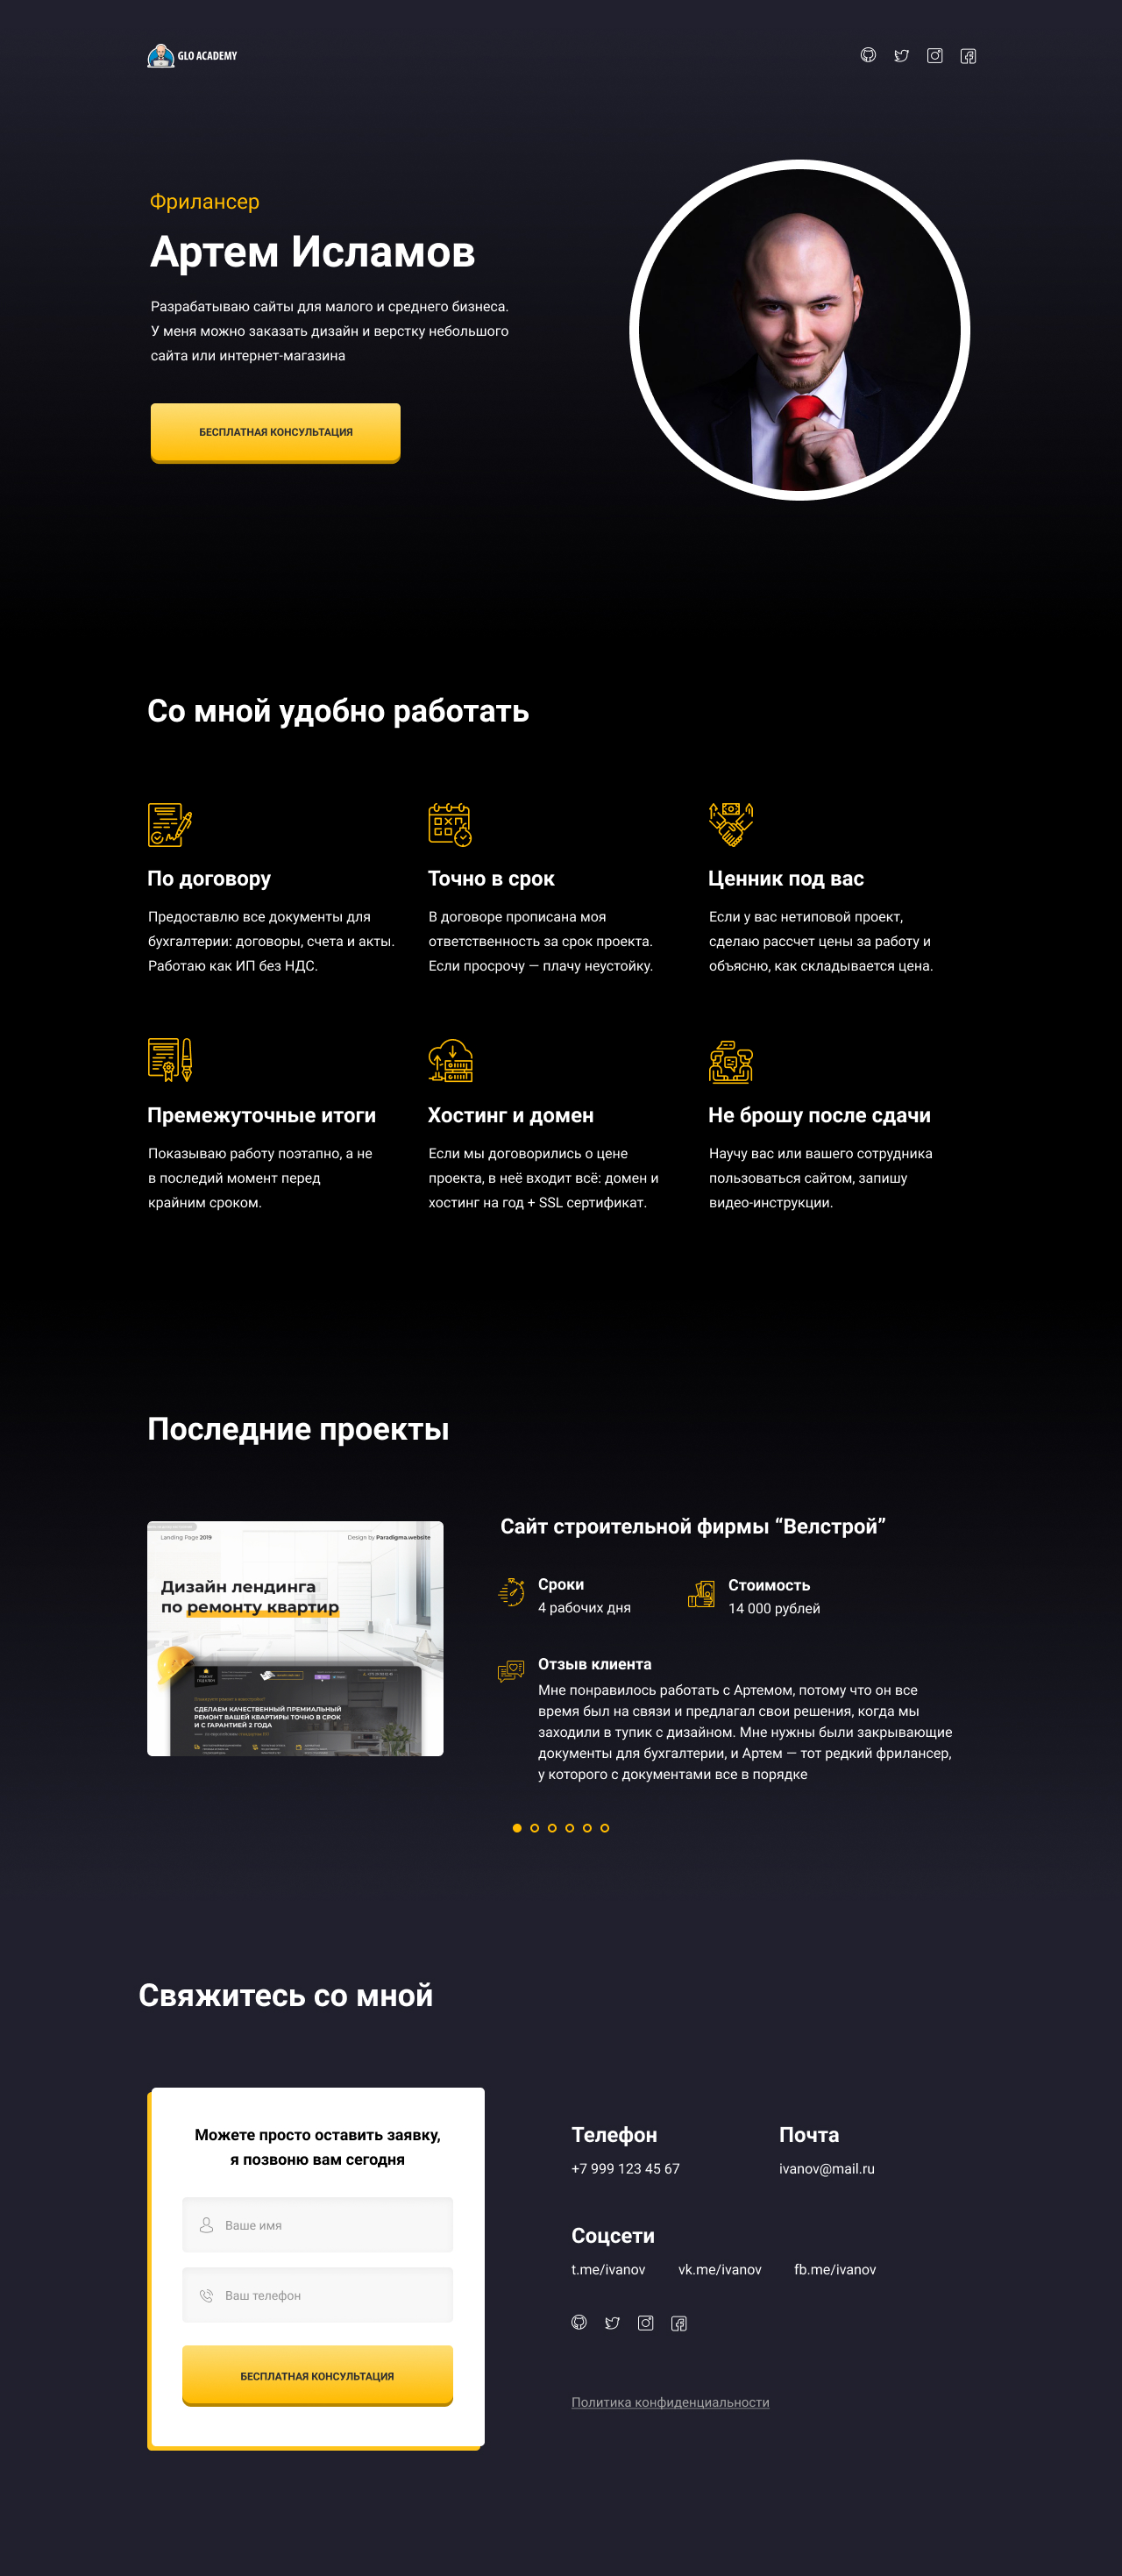 GLO ACADEMY
Фрилансер
Артем Исламов
Разрабатываю сайты для малого и среднего бизнеса.
У меня можно заказать дизайн и верстку небольшого
сайта или интернет-магазина
БЕСПЛАТНАЯ КОНСУЛЬТАЦИЯ
Со мной удобно работать
По договору
Предоставлю все документы для
бухгалтерии: договоры, счета и акты.
Работаю как ИП без НДС.
Точно в срок
В договоре прописана моя
ответственность за срок проекта.
Если просрочу — плачу неустойку.
Ценник под вас
Если у вас нетиповой проект,
сделаю рассчет цены за работу и
объясню, как складывается цена.
Премежуточные итоги
Показываю работу поэтапно, а не
в последий момент перед
крайним сроком.
Хостинг и домен
Если мы договорились о цене
проекта, в неё входит всё: домен и
хостинг на год + SSL сертификат.
Не брошу после сдачи
Научу вас или вашего сотрудника
пользоваться сайтом, запишу
видео-инструкции.
Последние проекты
Landing Page 2019
Design by Paradigma.website
Дизайн лендинга
по ремонту квартир
СДЕЛАЕМ КАЧЕСТВЕННЫЙ ПРЕМИАЛЬНЫЙ
РЕМОНТ ВАШЕЙ КВАРТИРЫ ТОЧНО В СРОК
И С ГАРАНТИЕЙ 2 ГОДА
Сайт строительной фирмы “Велстрой”
Сроки
4 рабочих дня
Стоимость
14 000 рублей
Отзыв клиента
Мне понравилось работать с Артемом, потому что он все
время был на связи и предлагал свои решения, когда мы
заходили в тупик с дизайном. Мне нужны были закрывающие
документы для бухгалтерии, и Артем — тот редкий фрилансер,
у которого с документами все в порядке
Свяжитесь со мной
Можете просто оставить заявку,
я позвоню вам сегодня
Ваше имя
Ваш телефон
БЕСПЛАТНАЯ КОНСУЛЬТАЦИЯ
Телефон
+7 999 123 45 67
Почта
ivanov@mail.ru
Соцсети
t.me/ivanov
vk.me/ivanov
fb.me/ivanov
Политика конфиденциальности